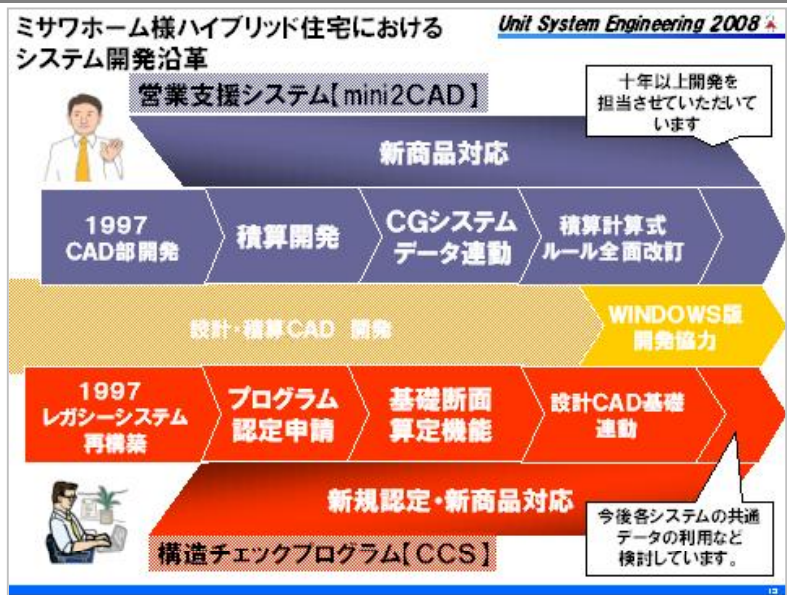 ミサワホーム様ハイブリッド住宅における
システム開発沿革
Unit System Engineering 2008
営業支援システム【mini2CAD】
十年以上開発を
担当させていただいて
います
新商品対応
1997
CAD部開発
積算開発
CGシステム
データ連動
積算計算式
ルール全面改訂
設計・積算CAD 開発
WINDOWS版
開発協力
1997
レガシーシステム
再構築
プログラム
認定申請
基礎断面
算定機能
設計CAD基礎
連動
新規認定・新商品対応
今後各システムの共通
データの利用など
検討しています。
構造チェックプログラム【CCS】
13